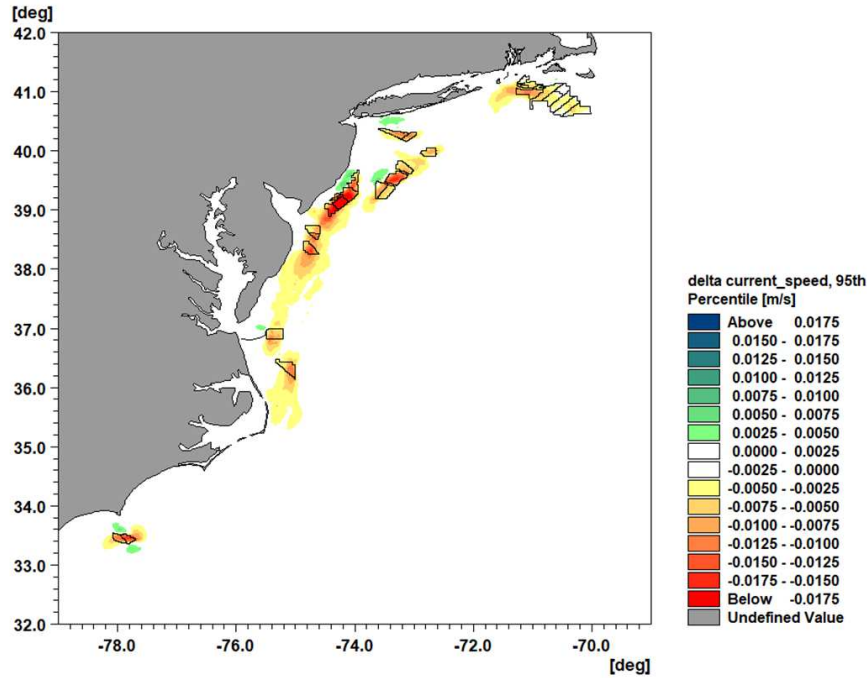 [deg]
42.0
41.0
40.0
39.0
38.0
37.0
36.0
35.0
34.0
33.0
32.0
-78.0 -76.0 -74.0 -72.0 -70.0
[deg]
delta current_speed, 95th
Percentile [m/s]
Above 0.0175
0.0150 - 0.0175
0.0125 - 0.0150
0.0100 - 0.0125
0.0075 - 0.0100
0.0050 - 0.0075
0.0025 - 0.0050
0.0000 - 0.0025
-0.0025 - 0.0000
-0.0050 - -0.0025
-0.0075 - -0.0050
-0.0100 - -0.0075
-0.0125 - -0.0100
-0.0150 - -0.0125
-0.0175 - -0.0150
Below -0.0175
Undefined Value